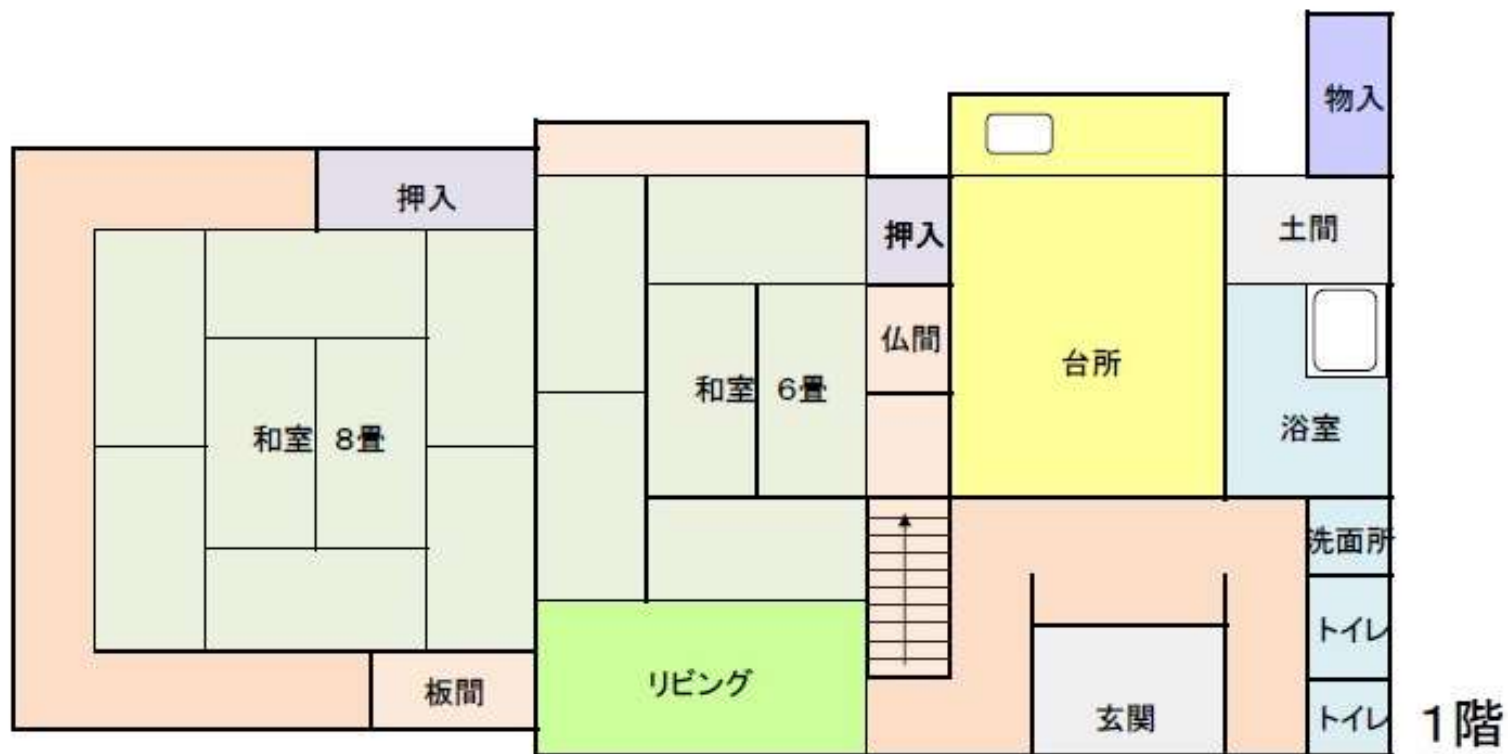 物入
押入
押入
土間
仏間
台所
和室 6畳
浴室
和室 8畳
洗面所
トイレ
リビング
板間
玄関
トイレ
1階